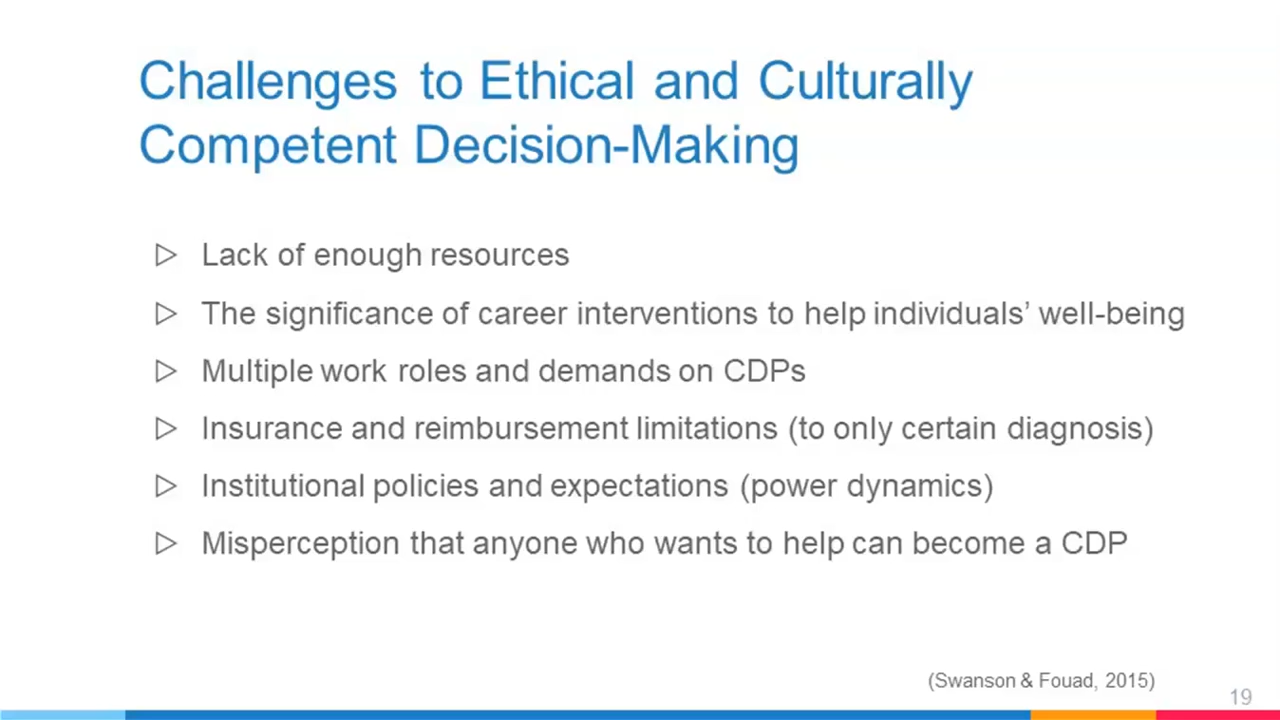 Challenges to Ethical and Culturally
Competent Decision-Making
▷ Lack of enough resources
▷ The significance of career interventions to help individuals’ well-being
▷ Multiple work roles and demands on CDPs
▷ Insurance and reimbursement limitations (to only certain diagnosis)
▷ Institutional policies and expectations (power dynamics)
▷ Misperception that anyone who wants to help can become a CDP
(Swanson & Fouad, 2015)
19